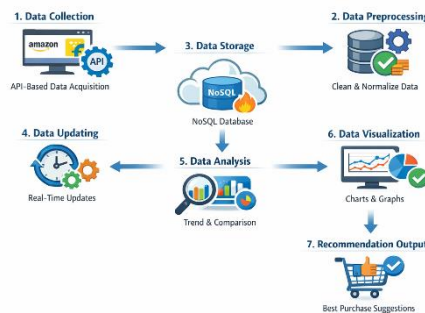 1. Data Collection
amazon
API
API-Based Data Acquisition
2. Data Preprocessing
Clean & Normalize Data
3. Data Storage
NoSQL
NoSQL Database
4. Data Updating
Real-Time Updates
5. Data Analysis
Trend & Comparison
6. Data Visualization
Charts & Graphs
7. Recommendation Output
Best Purchase Suggestions